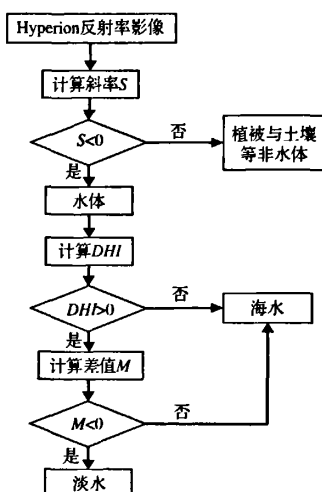 Hyperion反射率影像
计算斜率S
S<0
否
植被与土壤
等非水体
是
水体
计算DHI
DHI>0
否
海水
是
计算差值M
M<0
否
是
淡水